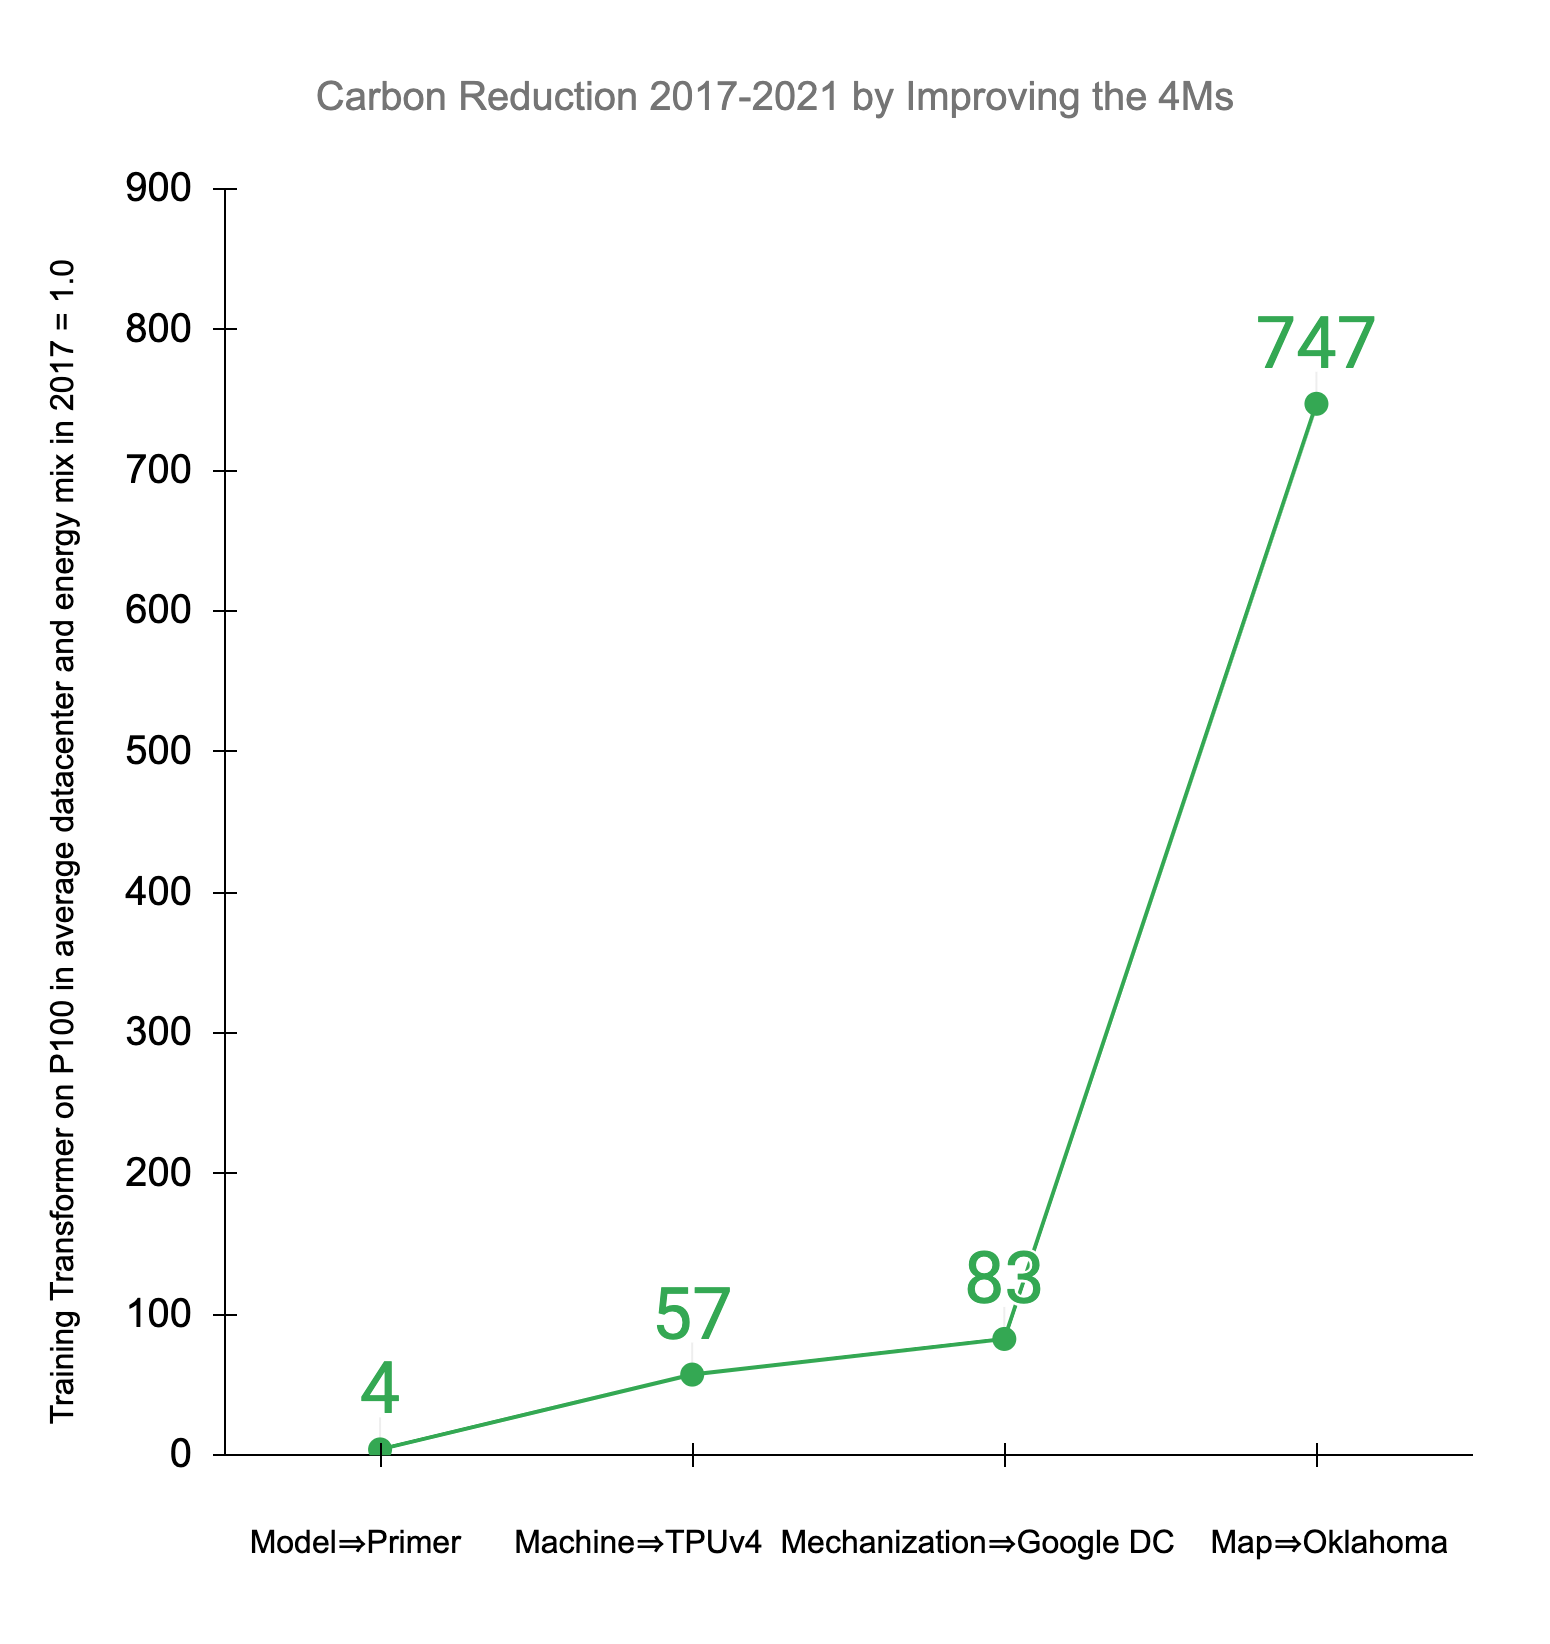 Carbon Reduction 2017-2021 by Improving the 4Ms
Training Transformer on P100 in average datacenter and energy mix in 2017 = 1.0
900
800
700
600
500
400
300
200
100
0
4
57
83
747
Model⇒Primer
Machine⇒TPUv4
Mechanization⇒Google DC
Map⇒Oklahoma